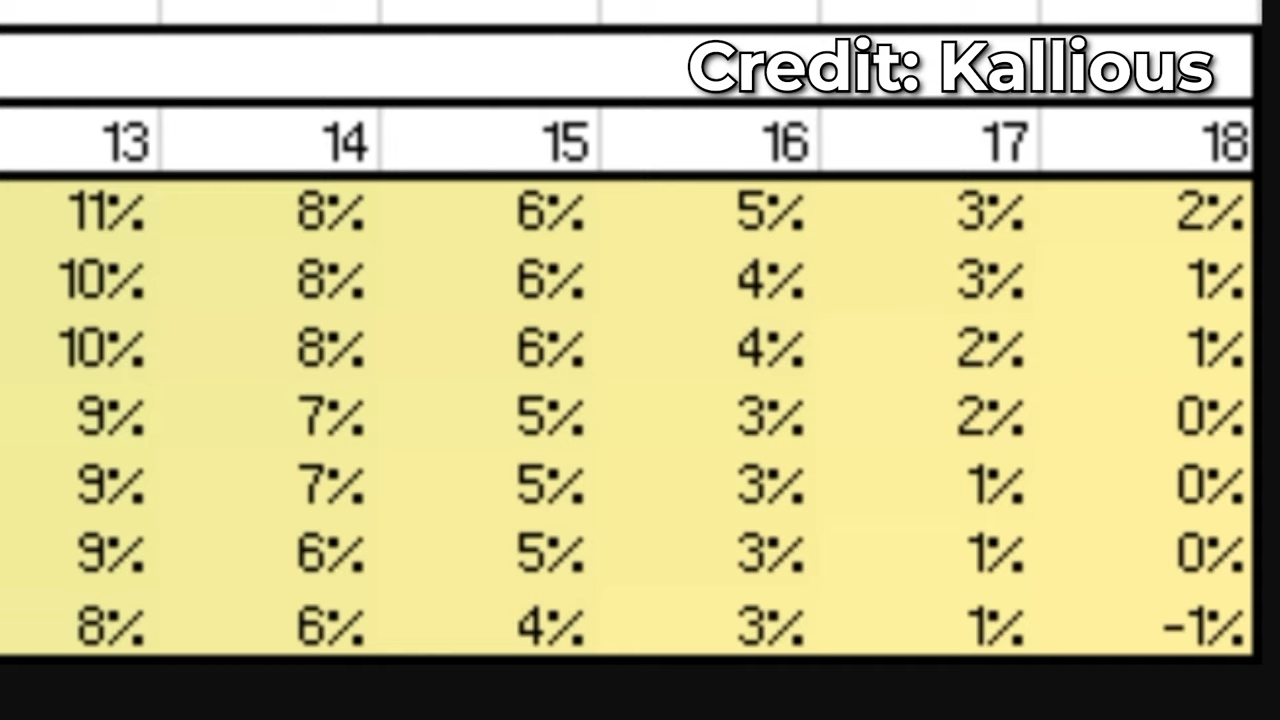 Credit: Kallious
13 14 15 16 17 18
11% 8% 6% 5% 3% 2%
10% 8% 6% 4% 3% 1%
10% 8% 6% 4% 2% 1%
9% 7% 5% 3% 2% 0%
9% 7% 5% 3% 1% 0%
9% 6% 5% 3% 1% 0%
8% 6% 4% 3% 1% -1%